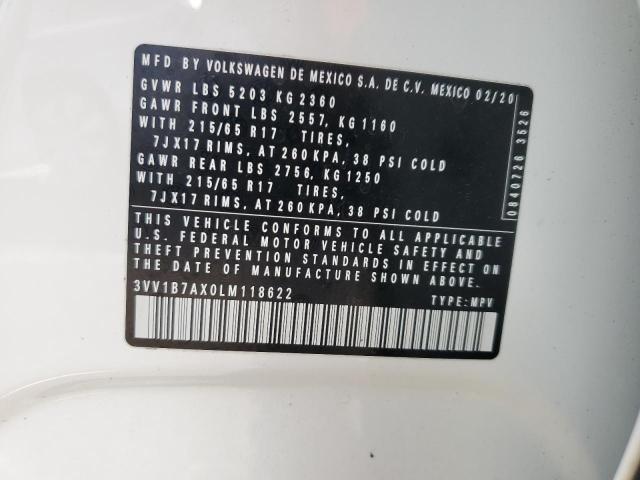 MFD BY VOLKSWAGEN DE MEXICO S.A. DE C.V. MEXICO 02/20
GVWR LBS 5203 KG 2360
GAWR FRONT LBS 2557, KG 1160
WITH 215/65 R17 TIRES,
7JX17 RIMS, AT 260 KPA, 38 PSI COLD
GAWR REAR LBS 2756, KG 1250
WITH 215/65 R17 TIRES,
7JX17 RIMS, AT 260 KPA, 38 PSI COLD
THIS VEHICLE CONFORMS TO ALL APPLICABLE
U.S. FEDERAL MOTOR VEHICLE SAFETY AND
THEFT PREVENTION STANDARDS IN EFFECT ON
THE DATE OF MANUFACTURE SHOWN ABOVE.
3VV1B7AX0LM118622 TYPE: MPV
0840726 3526